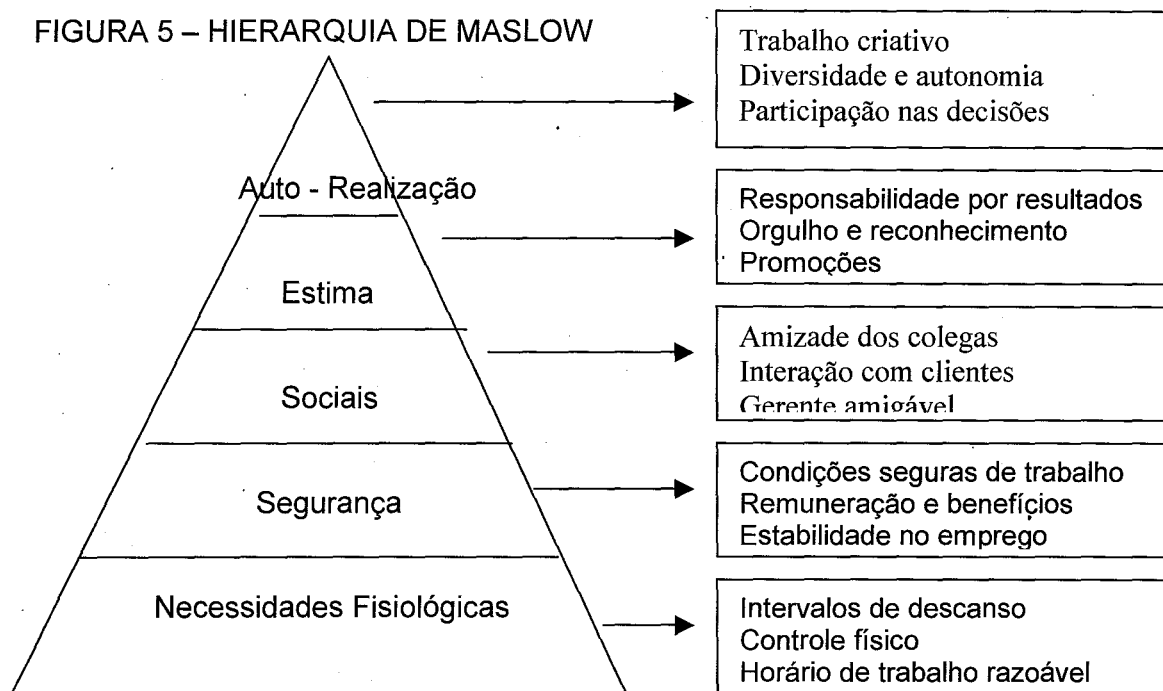 FIGURA 5 – HIERARQUIA DE MASLOW
Trabalho criativo
Diversidade e autonomia
Participação nas decisões
Auto - Realização
Responsabilidade por resultados
Orgulho e reconhecimento
Promoções
Estima
Amizade dos colegas
Interação com clientes
Gerente amigável
Sociais
Condições seguras de trabalho
Remuneração e benefícios
Estabilidade no emprego
Segurança
Necessidades Fisiológicas
Intervalos de descanso
Controle físico
Horário de trabalho razoável